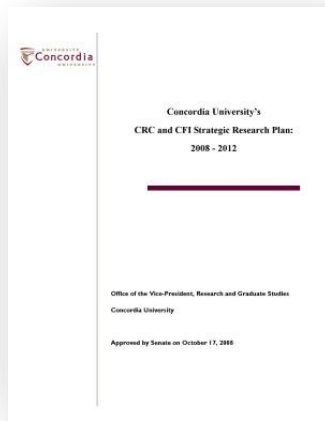 UNIVERSITÉ
Concordia
UNIVERSITY
Concordia University's
CRC and CFI Strategic Research Plan:
2008 - 2012
Office of the Vice-President, Research and Graduate Studies
Concordia University
Approved by Senate on October 17, 2008